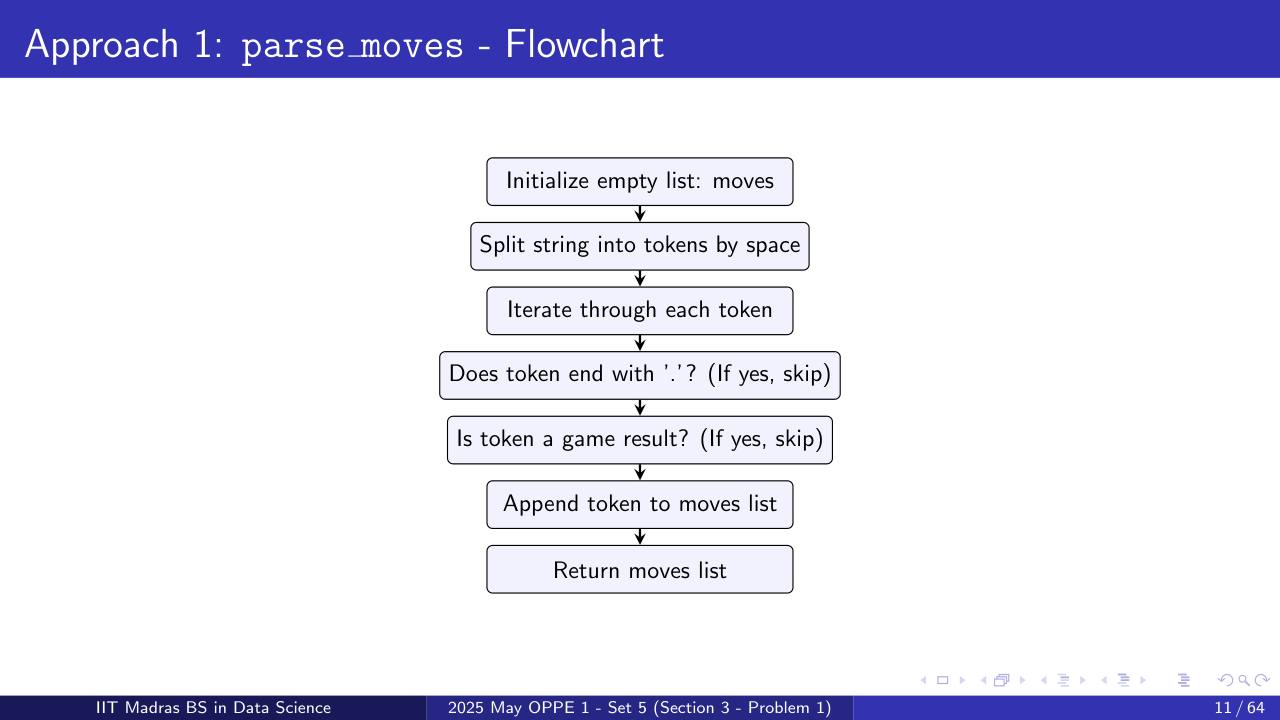 Approach 1: parse_moves - Flowchart
Initialize empty list: moves
Split string into tokens by space
Iterate through each token
Does token end with '.'? (If yes, skip)
Is token a game result? (If yes, skip)
Append token to moves list
Return moves list
IIT Madras BS in Data Science
2025 May OPPE 1 - Set 5 (Section 3 - Problem 1)
11 / 64